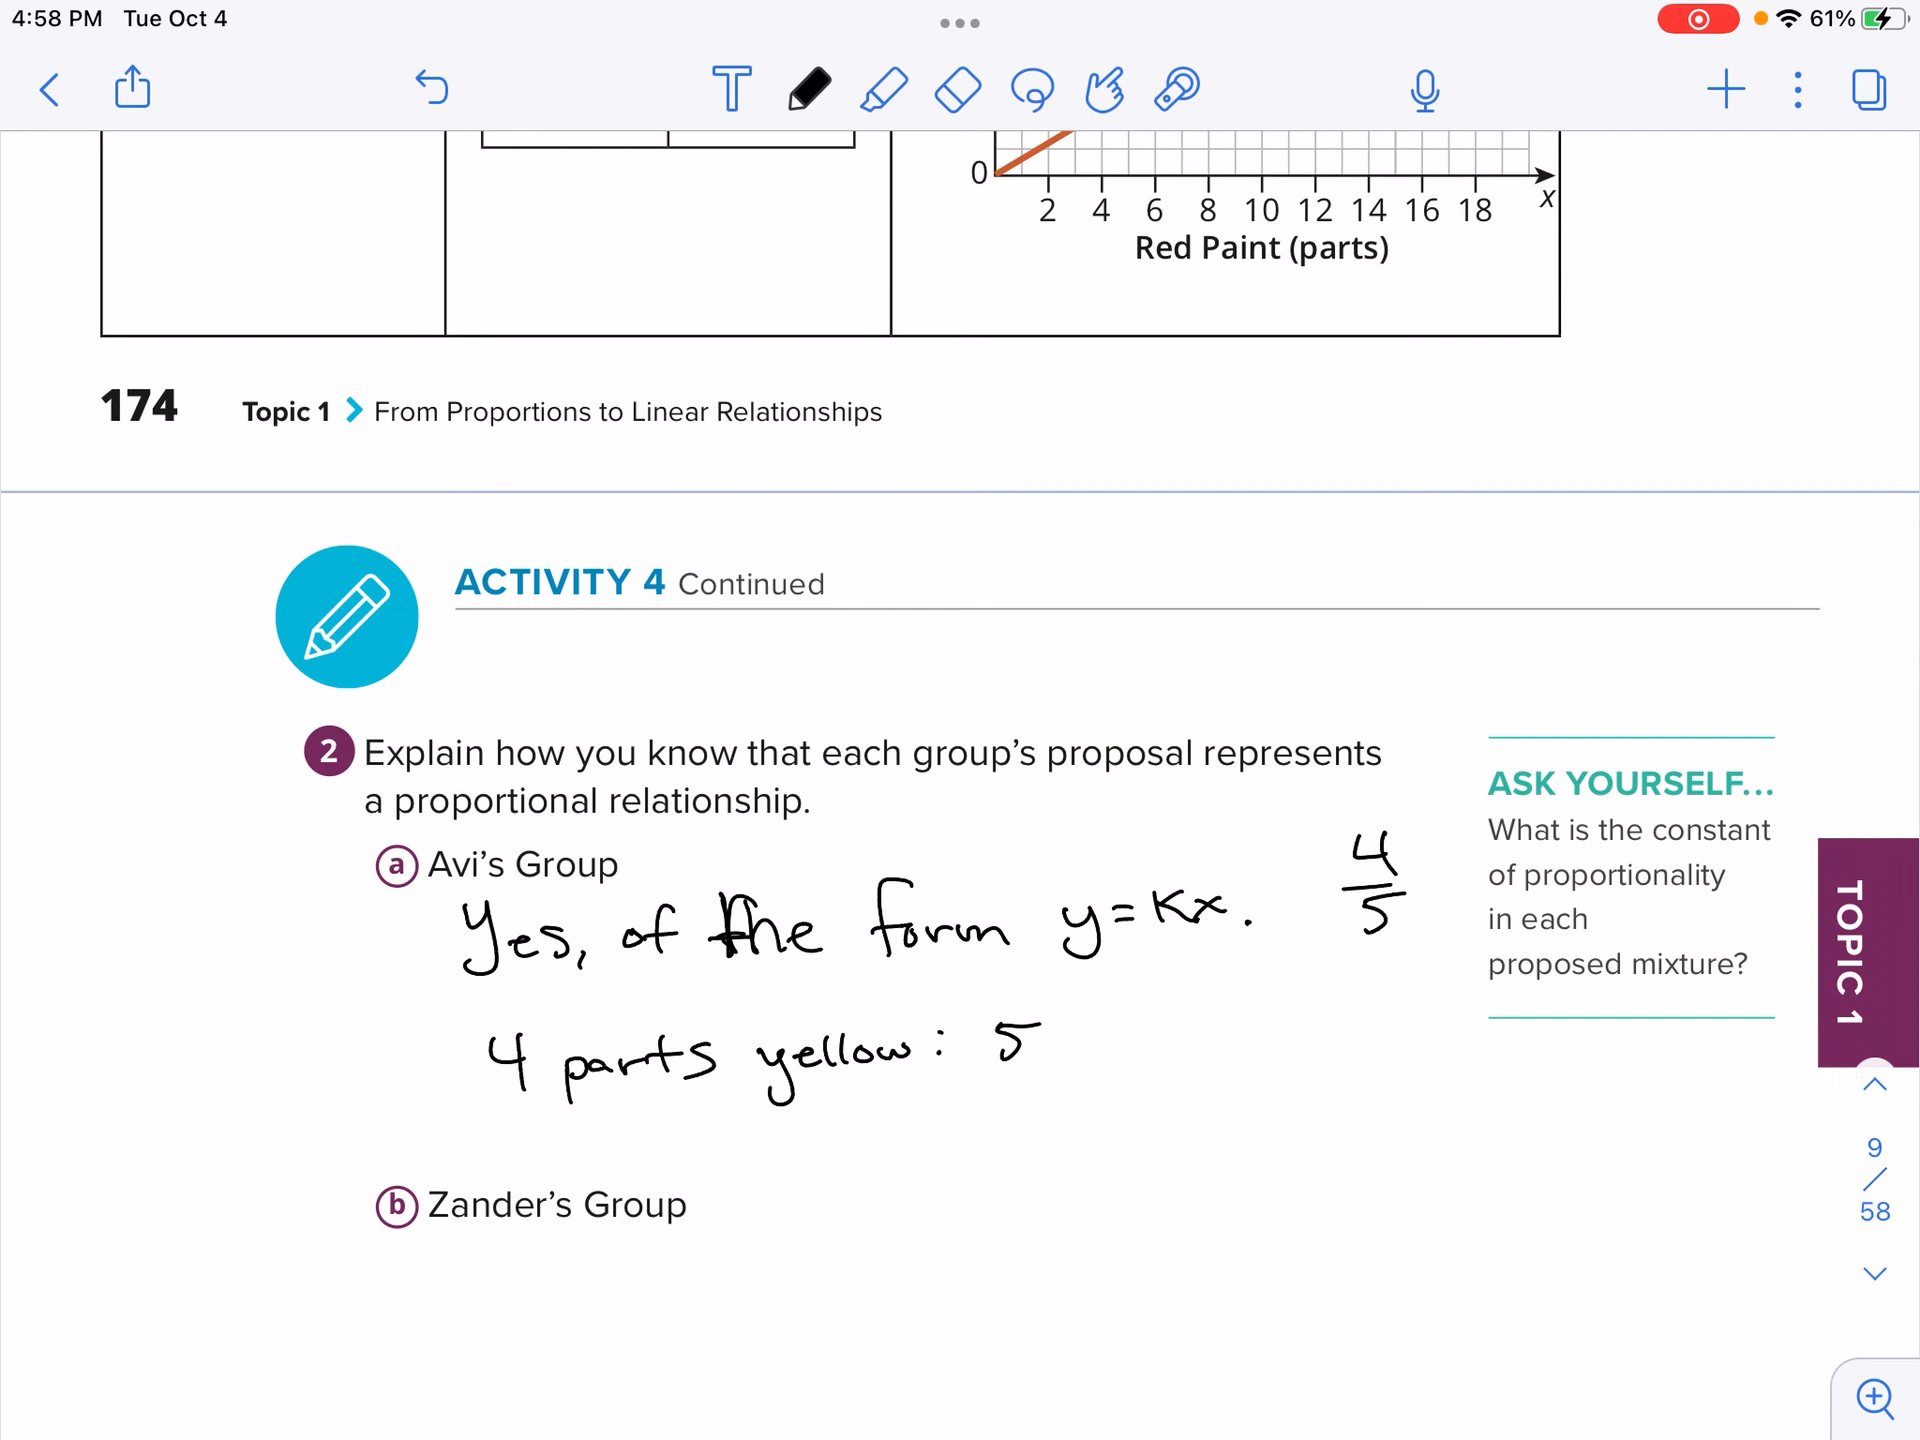 4:58 PM Tue Oct 4
61%
0
2 4 6 8 10 12 14 16 18 x
Red Paint (parts)
174 Topic 1 > From Proportions to Linear Relationships
ACTIVITY 4 Continued
2 Explain how you know that each group's proposal represents
a proportional relationship.
a Avi's Group
Yes, of the form y=kx. 4/5
4 parts yellow: 5
b Zander's Group
ASK YOURSELF...
What is the constant
of proportionality
in each
proposed mixture?
TOPIC 1
9
/
58